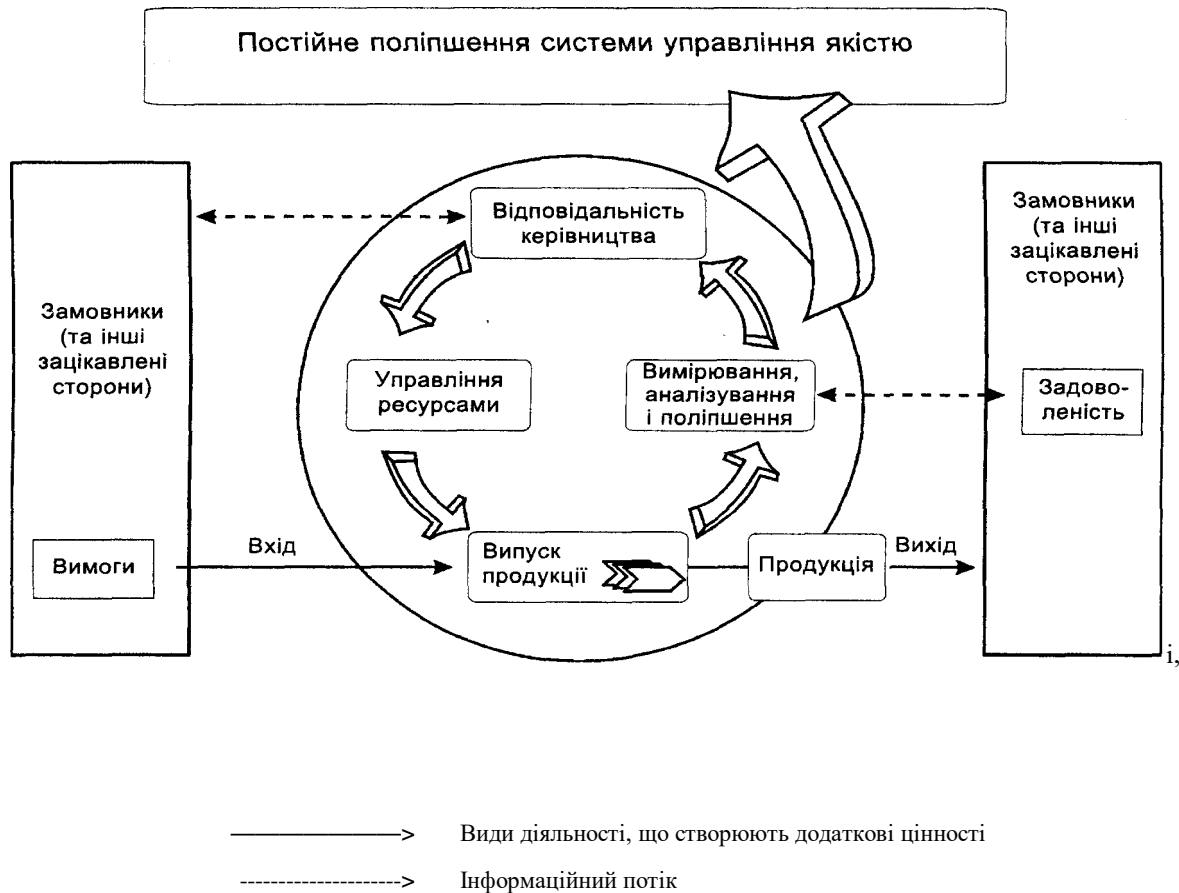 Постійне поліпшення системи управління якістю
Замовники
(та інші
зацікавлені
сторони)
Вимоги
Вхід
Відповідальність
керівництва
Управління
ресурсами
Вимірювання,
аналізування
і поліпшення
Випуск
продукції
Продукція
Вихід
Замовники
(та інші
зацікавлені
сторони)
Задово-
леність
і,
Види діяльності, що створюють додаткові цінності
Інформаційний потік